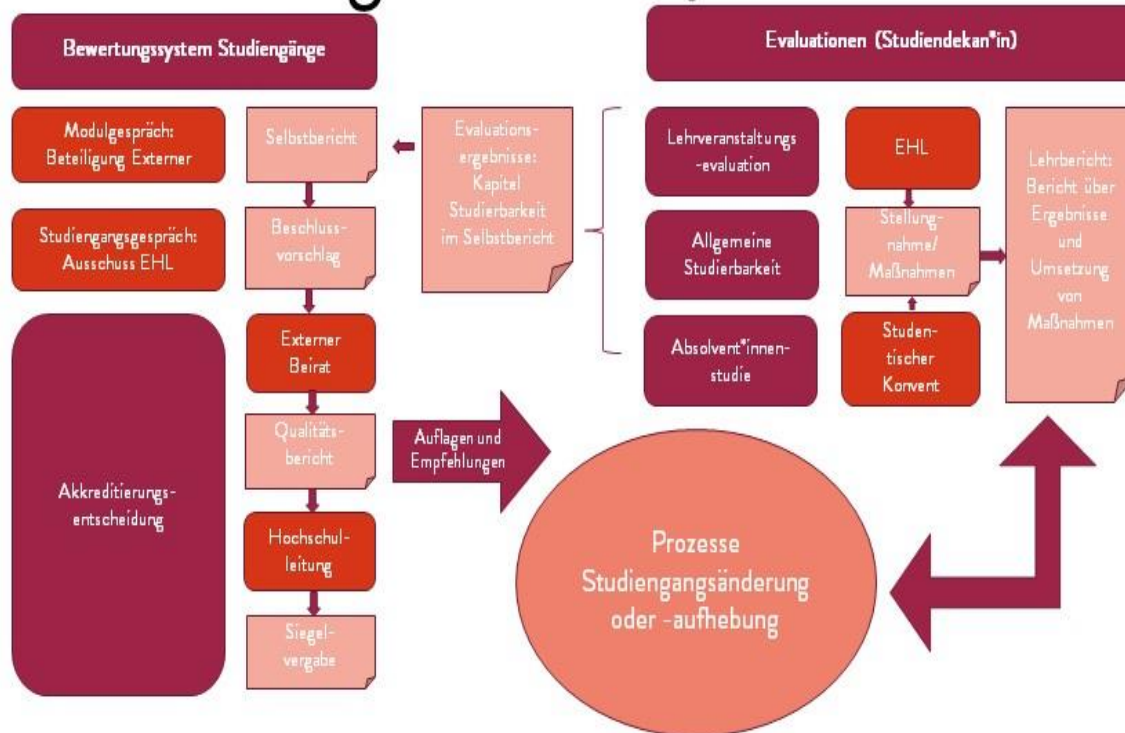 Bewertungssystem Studiengänge
Modulgespräch:
Beteiligung Externer
Studiengangsgespräch:
Ausschuss EHL
Akkreditierungs-
entscheidung
Selbstbericht
Beschluss-
vorschlag
Externer
Beirat
Qualitäts-
bericht
Hochschul-
leitung
Siegel-
vergabe
Evaluations-
ergebnisse:
Kapitel
Studierbarkeit
im Selbstbericht
Auflagen und
Empfehlungen
Evaluationen (Studiendekan*in)
Lehrveranstaltungs
-evaluation
Allgemeine
Studierbarkeit
Absolvent*innen-
studie
EHL
Stellung-
nahme/
Maßnahmen
Studen-
tischer
Konvent
Lehrbericht:
Bericht über
Ergebnisse
und
Umsetzung
von
Maßnahmen
Prozesse
Studiengangsänderung
oder -aufhebung